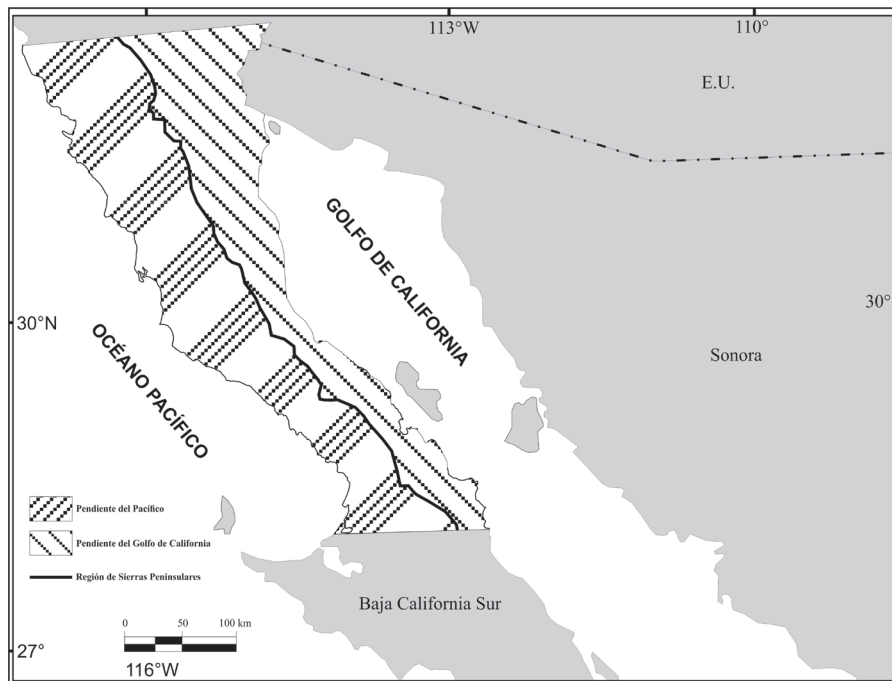 113°W
110°
E.U.
GOLFO DE CALIFORNIA
30°
30°N
OCÉANO PACÍFICO
Sonora
Pendiente del Pacífico
Pendiente del Golfo de California
Región de Sierras Peninsulares
Baja California Sur
0 50 100 km
27°
116°W